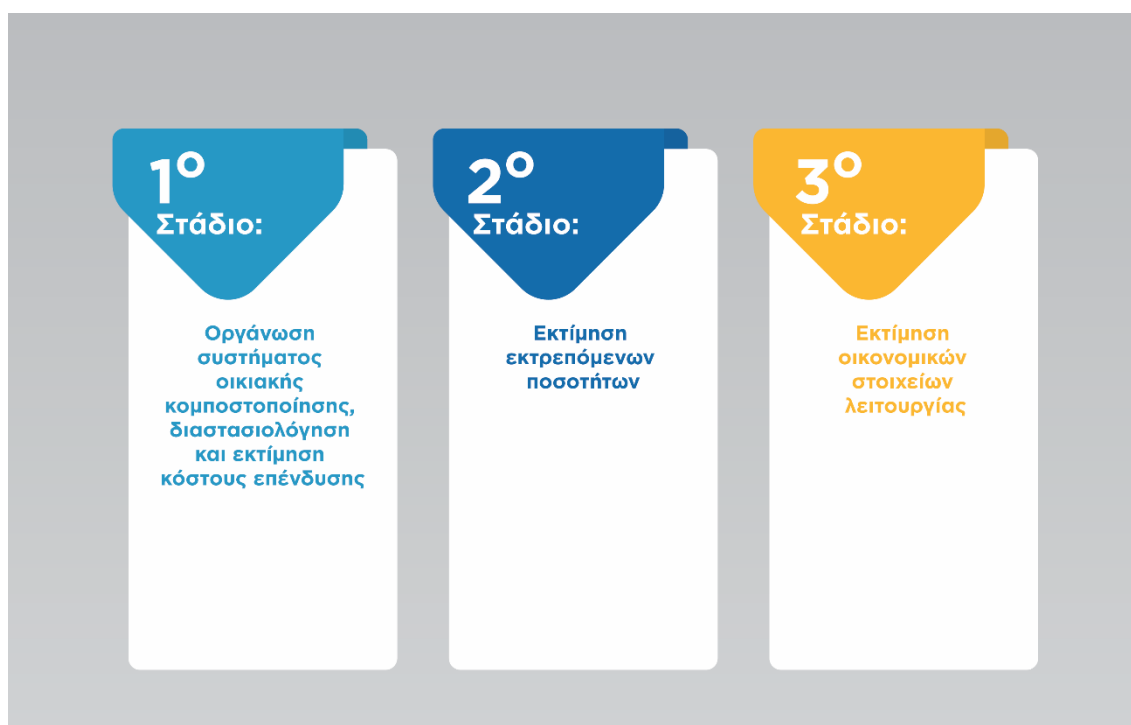 1ο
Στάδιο:
Οργάνωση
συστήματος
οικιακής
κομποστοποίησης,
διαστασιολόγηση
και εκτίμηση
κόστους επένδυσης
2ο
Στάδιο:
Εκτίμηση
εκτρεπόμενων
ποσοτήτων
3ο
Στάδιο:
Εκτίμηση
οικονομικών
στοιχείων
λειτουργίας